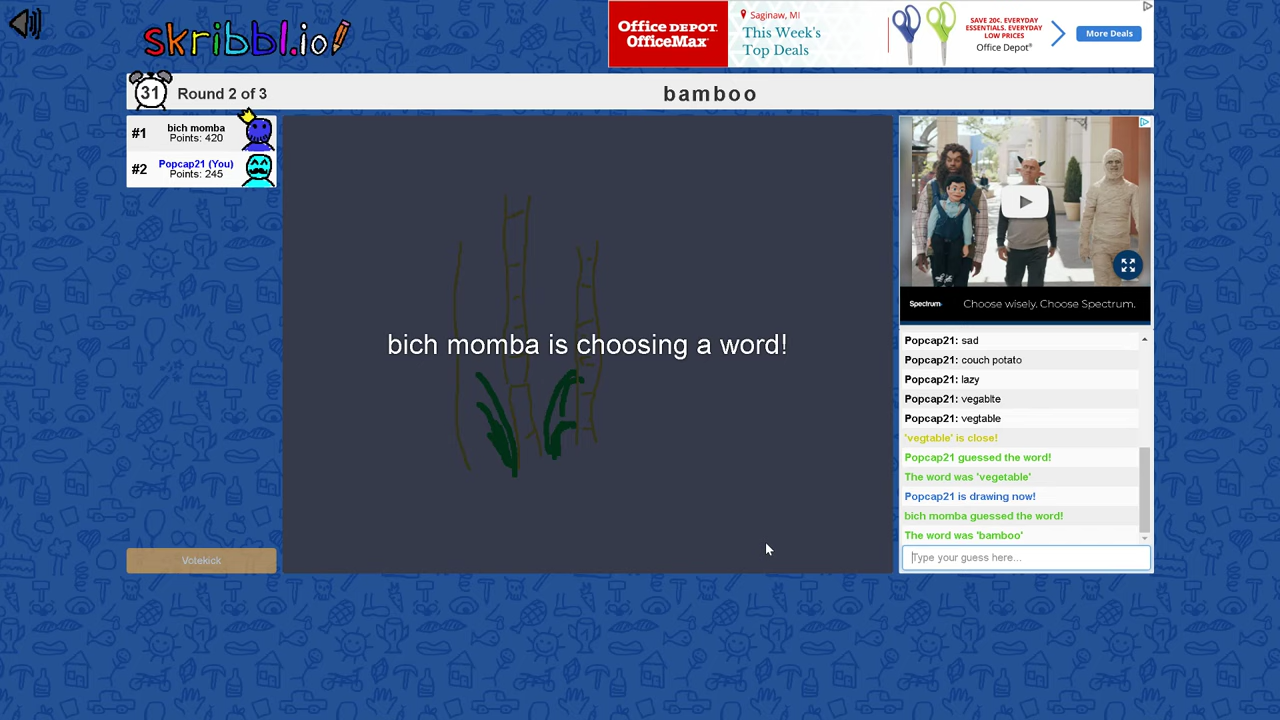 skribbl.io
OFFICE DEPOT
OfficeMax
Saginaw, MI
This Week's
Top Deals
SAVE 20¢. EVERYDAY
ESSENTIALS. EVERYDAY
LOW PRICES
Office Depot
More Deals
31
Round 2 of 3
bamboo
#1
bich momba
Points: 420
#2
Popcap21 (You)
Points: 245
bich momba is choosing a word!
Votekick
Spectrum
Choose wisely. Choose Spectrum.
Popcap21: sad
Popcap21: couch potato
Popcap21: lazy
Popcap21: vegablte
Popcap21: vegtable
'vegtable' is close!
Popcap21 guessed the word!
The word was 'vegetable'
Popcap21 is drawing now!
bich momba guessed the word!
The word was 'bamboo'
Type your guess here...